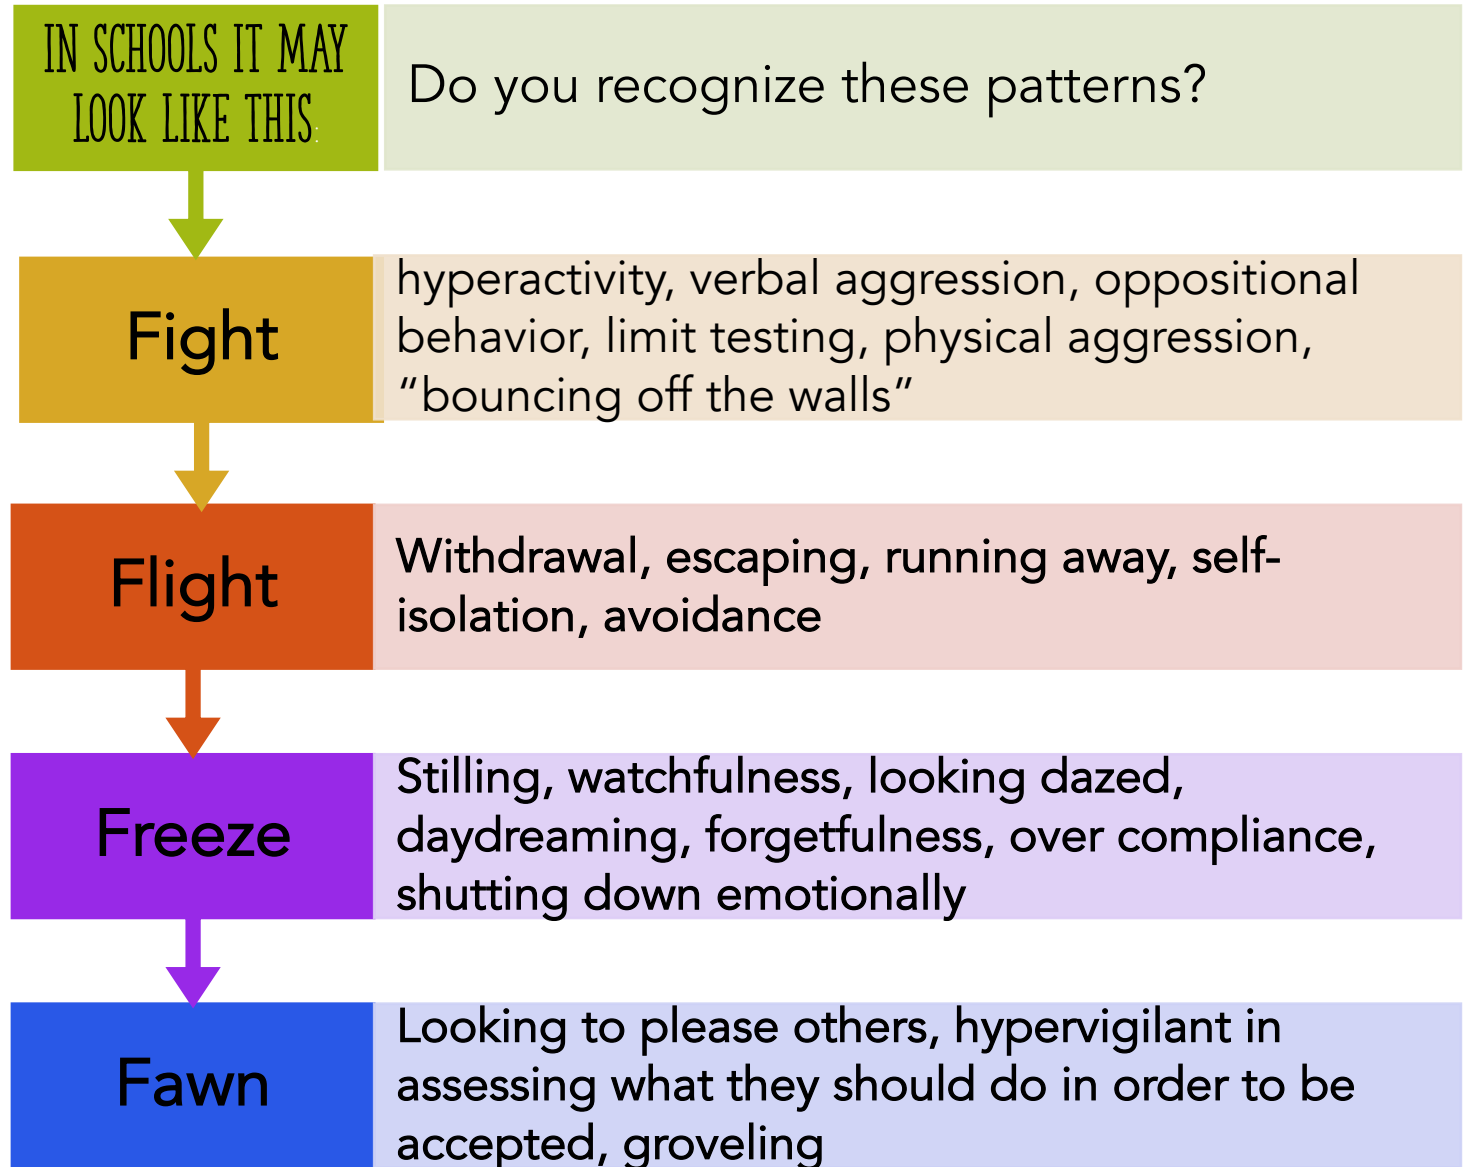 IN SCHOOLS IT MAY
LOOK LIKE THIS:
Do you recognize these patterns?
Fight
hyperactivity, verbal aggression, oppositional
behavior, limit testing, physical aggression,
“bouncing off the walls”
Flight
Withdrawal, escaping, running away, self-
isolation, avoidance
Freeze
Stilling, watchfulness, looking dazed,
daydreaming, forgetfulness, over compliance,
shutting down emotionally
Fawn
Looking to please others, hypervigilant in
assessing what they should do in order to be
accepted, groveling